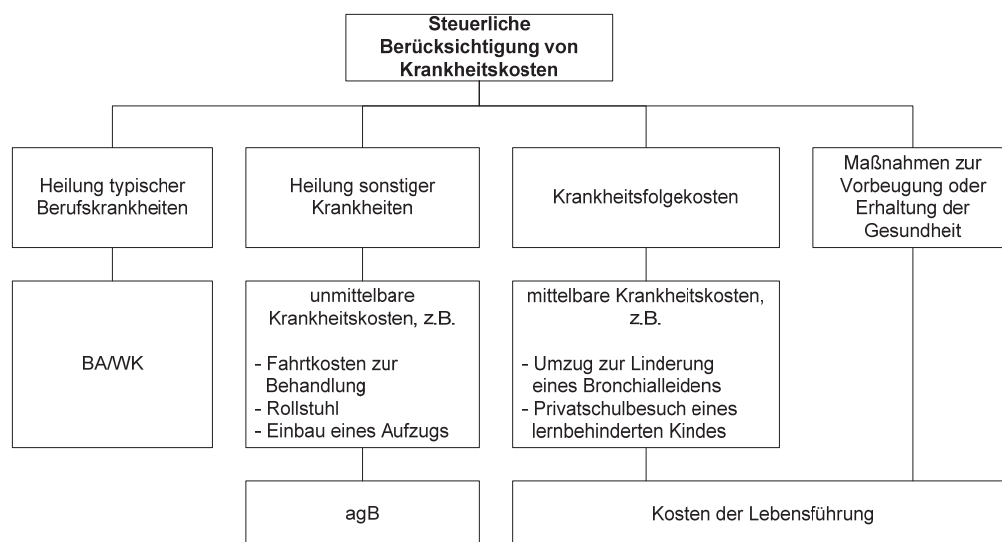 Steuerliche
Berücksichtigung von
Krankheitskosten
Heilung typischer
Berufskrankheiten
Heilung sonstiger
Krankheiten
Krankheitsfolgekosten
Maßnahmen zur
Vorbeugung oder
Erhaltung der
Gesundheit
BA/WK
unmittelbare
Krankheitskosten, z.B.
- Fahrtkosten zur
Behandlung
- Rollstuhl
- Einbau eines Aufzugs
mittelbare Krankheitskosten,
z.B.
- Umzug zur Linderung
eines Bronchialleidens
- Privatschulbesuch eines
lernbehinderten Kindes
agB
Kosten der Lebensführung